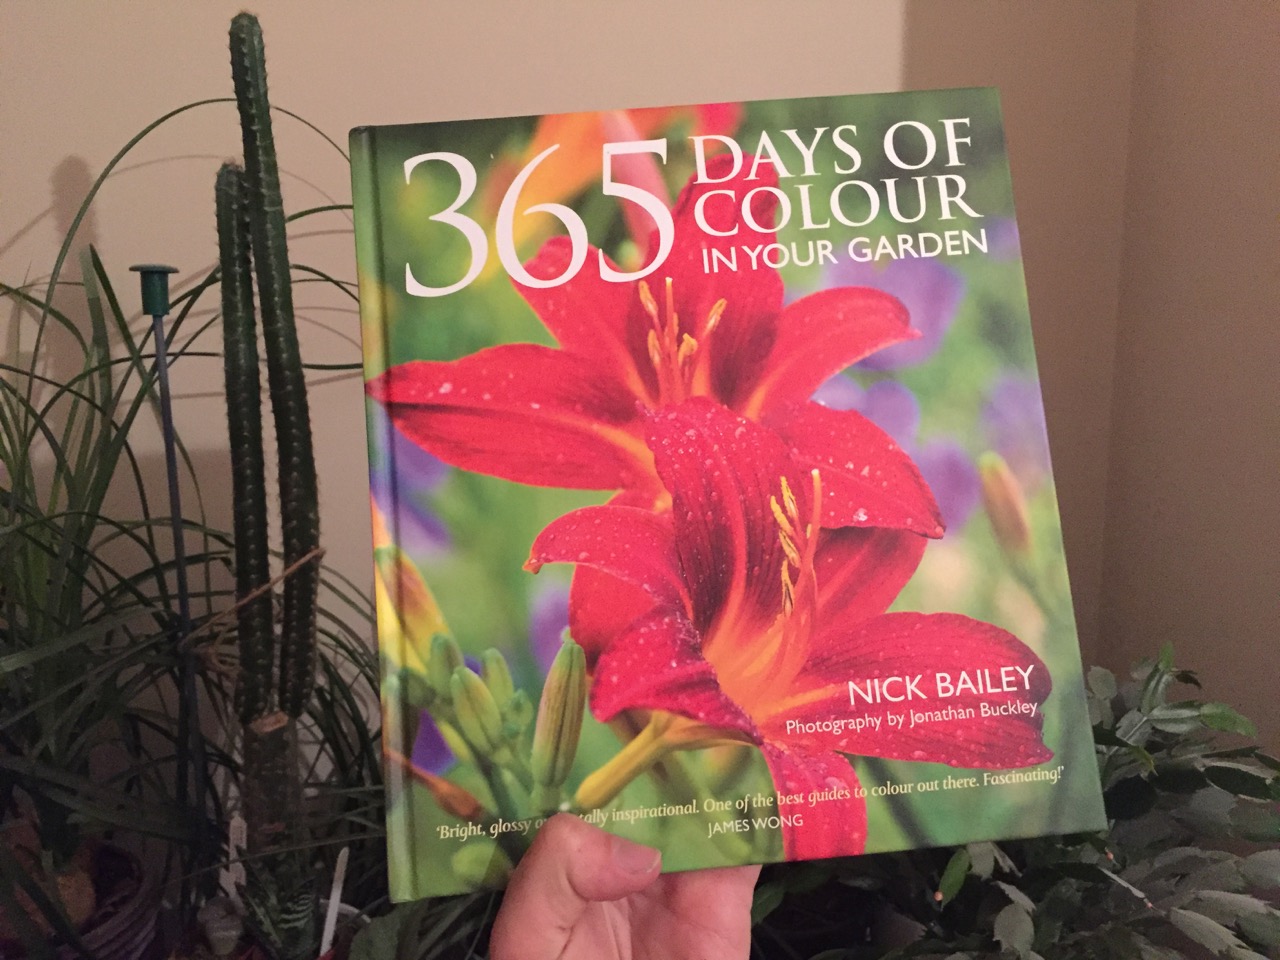 365 DAYS OF
COLOUR
IN YOUR GARDEN
NICK BAILEY
Photography by Jonathan Buckley
‘Bright, glossy tally inspirational. One of the best guides to colour out there. Fascinating!’
JAMES WONG